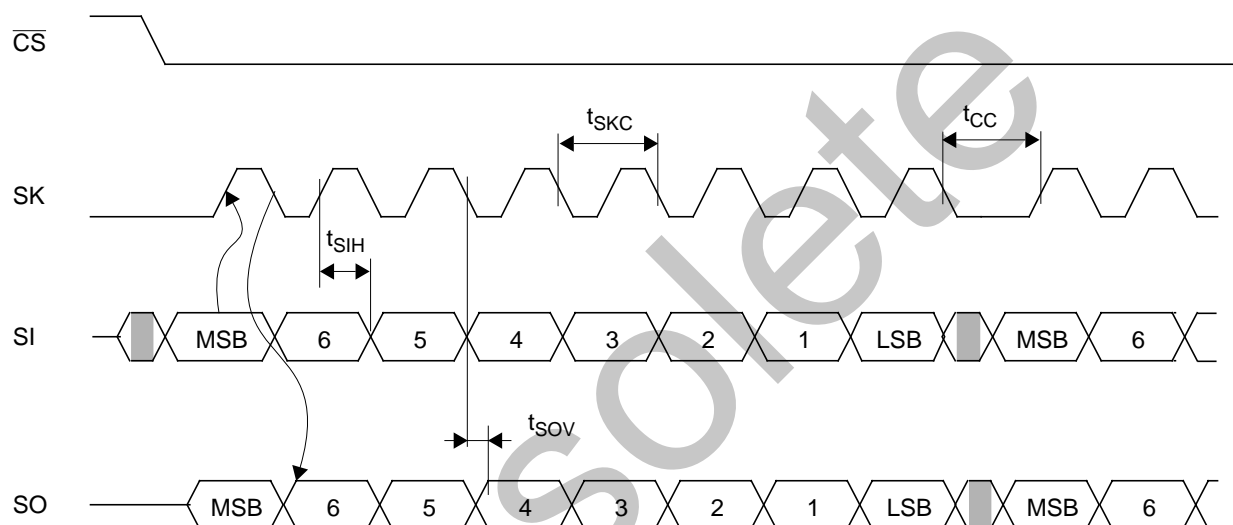 CS
tSKC
tCC
SK
tSIH
SI MSB 6 5 4 3 2 1 LSB MSB 6
tSOV
SO MSB 6 5 4 3 2 1 LSB MSB 6
solete